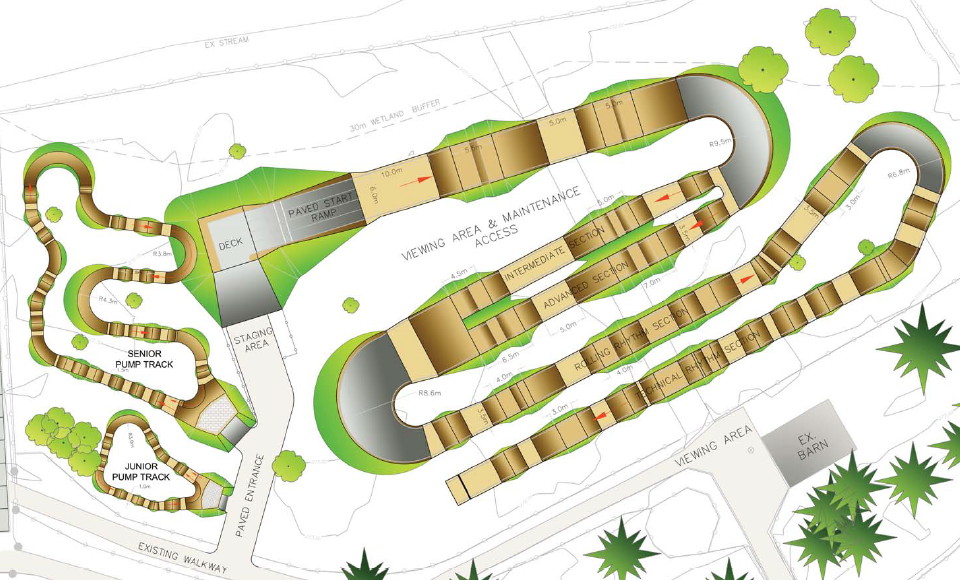 EX STREAM
30m WETLAND BUFFER
5.0m
5.0m
10.0m
6.0m
R9.5m
R6.8m
PAVED START
RAMP
DECK
VIEWING AREA & MAINTENANCE
ACCESS
5.0m
3.0m
R3.8m
4.5m
INTERMEDIATE SECTION
ADVANCED SECTION
7.0m
R4.3m
5.0m
STAGING
AREA
ROLLING RHYTHM SECTION
TECHNICAL RHYTHM SECTION
SENIOR
PUMP TRACK
6.5m
4.0m
4.0m
R8.6m
3.0m
JUNIOR
PUMP TRACK
VIEWING AREA
EX.
BARN
PAVED ENTRANCE
EXISTING WALKWAY